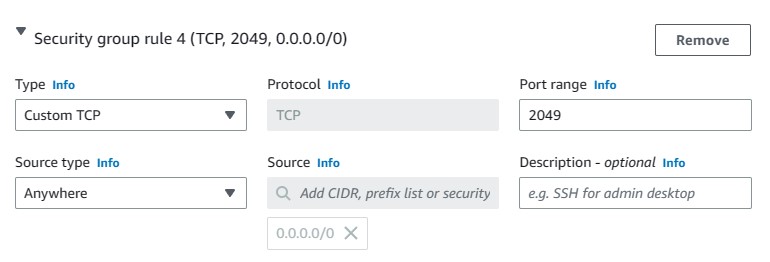 Security group rule 4 (TCP, 2049, 0.0.0.0/0)
Remove
Type Info
Protocol Info
Port range Info
Custom TCP
TCP
2049
Source type Info
Source Info
Description - optional Info
Anywhere
Add CIDR, prefix list or security
e.g. SSH for admin desktop
0.0.0.0/0